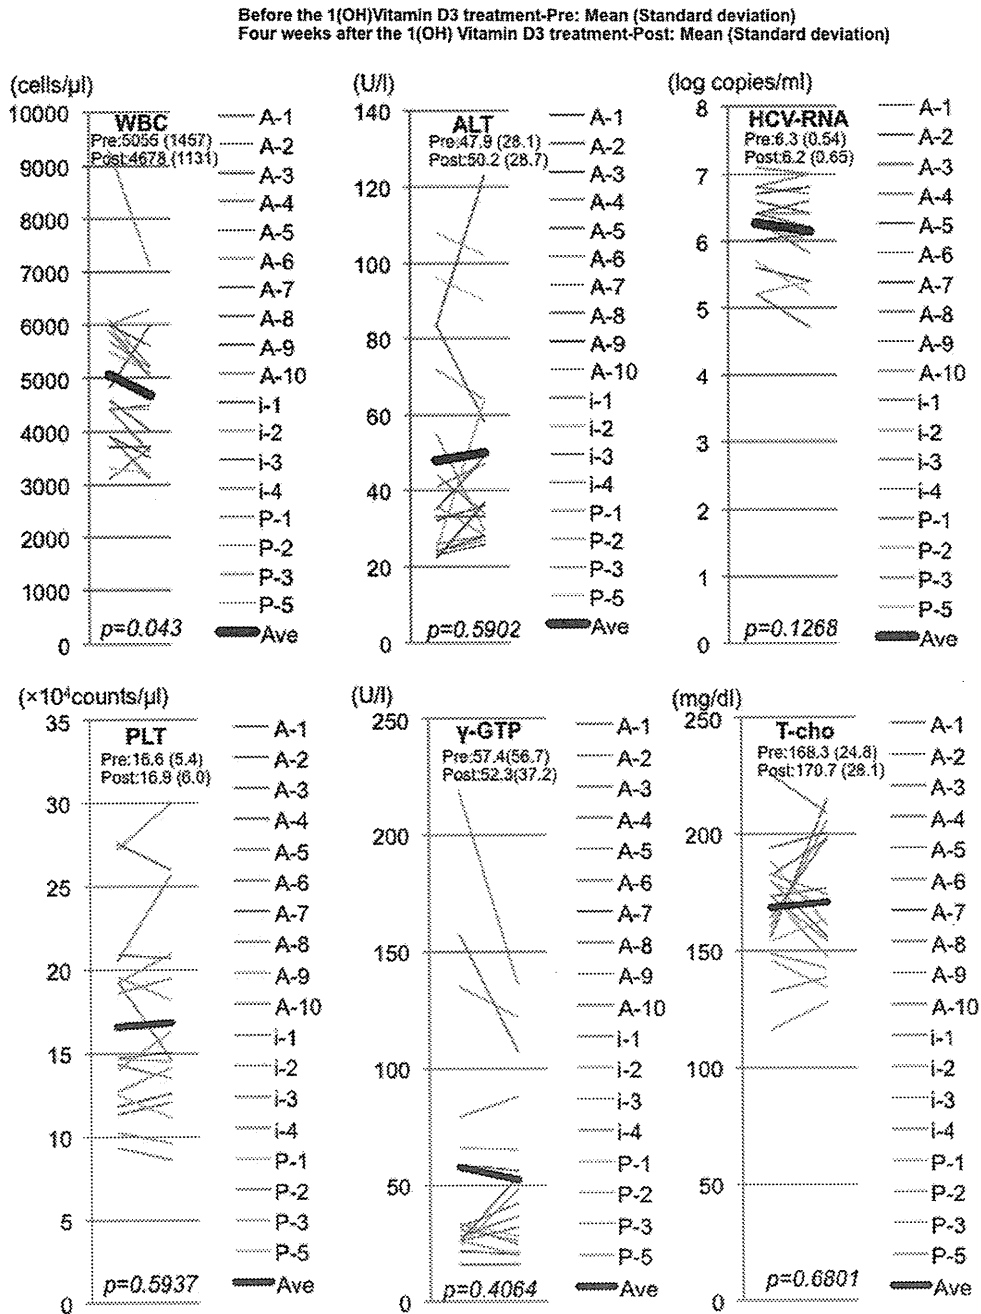 Before the 1(OH)Vitamin D3 treatment-Pre: Mean (Standard deviation)
Four weeks after the 1(OH) Vitamin D3 treatment-Post: Mean (Standard deviation)
(cells/µl)
WBC
Pre:5055 (1457)
Post:4678 (1131)
10000
9000
8000
7000
6000
5000
4000
3000
2000
1000
0
p=0.043
A-1
A-2
A-3
A-4
A-5
A-6
A-7
A-8
A-9
A-10
i-1
i-2
i-3
i-4
P-1
P-2
P-3
P-5
Ave
(U/l)
ALT
Pre:47.9 (28.1)
Post:50.2 (28.7)
140
120
100
80
60
40
20
0
p=0.5902
A-1
A-2
A-3
A-4
A-5
A-6
A-7
A-8
A-9
A-10
i-1
i-2
i-3
i-4
P-1
P-2
P-3
P-5
Ave
(log copies/ml)
HCV-RNA
Pre:6.3 (0.54)
Post:6.2 (0.65)
8
7
6
5
4
3
2
1
0
p=0.1268
A-1
A-2
A-3
A-4
A-5
A-6
A-7
A-8
A-9
A-10
i-1
i-2
i-3
i-4
P-1
P-2
P-3
P-5
Ave
(×10⁴counts/µl)
PLT
Pre:16.6 (5.4)
Post:16.9 (6.0)
35
30
25
20
15
10
5
0
p=0.5937
A-1
A-2
A-3
A-4
A-5
A-6
A-7
A-8
A-9
A-10
i-1
i-2
i-3
i-4
P-1
P-2
P-3
P-5
Ave
(U/l)
γ-GTP
Pre:57.4(56.7)
Post:52.3(37.2)
250
200
150
100
50
0
p=0.4064
A-1
A-2
A-3
A-4
A-5
A-6
A-7
A-8
A-9
A-10
i-1
i-2
i-3
i-4
P-1
P-2
P-3
P-5
Ave
(mg/dl)
T-cho
Pre:168.3 (24.8)
Post:170.7 (28.1)
250
200
150
100
50
0
p=0.6801
A-1
A-2
A-3
A-4
A-5
A-6
A-7
A-8
A-9
A-10
i-1
i-2
i-3
i-4
P-1
P-2
P-3
P-5
Ave